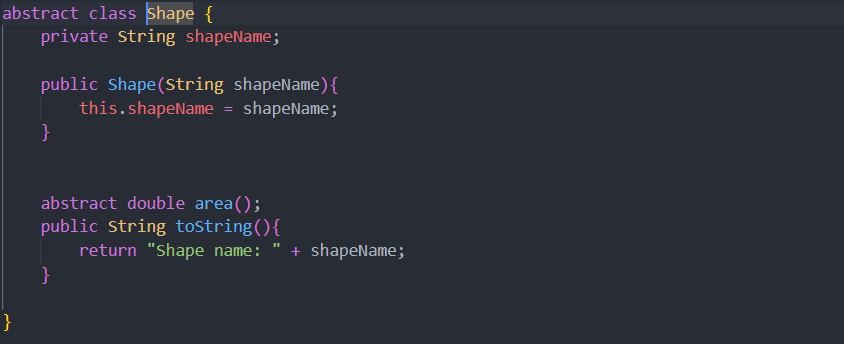 abstract class Shape {
    private String shapeName;
    public Shape(String shapeName){
        this.shapeName = shapeName;
    }
    abstract double area();
    public String toString(){
        return "Shape name: " + shapeName;
    }
}